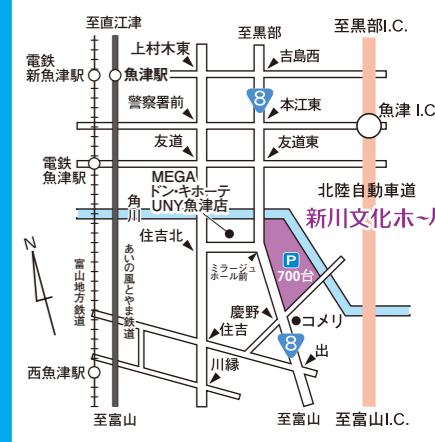 至直江津
至黒部
至黒部I.C.
上村木東
吉島西
電鉄
新魚津駅
魚津駅
8
警察署前
本江東
魚津 I.C
友道
友道東
電鉄
魚津駅
MEGA
ドン・キホーテ
UNY魚津店
北陸自動車道
角川
新川文化ホール
住吉北
N
P
700台
ミラージュ
ホール前
富山地方鉄道
あいの風とやま鉄道
慶野
コメリ
住吉
8
出
西魚津駅
川縁
至富山
至富山
至富山I.C.